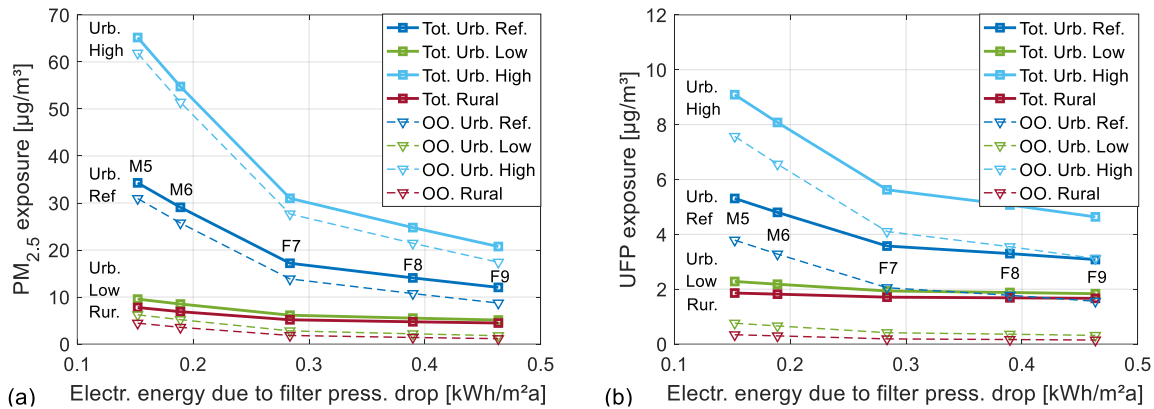 70
60
50
40
30
20
10
0
PM2.5 exposure [μg/m³]
Urb.
High
Urb.
Ref
Urb.
Low
Rur.
M5
M6
F7
F8
F9
Tot. Urb. Ref.
Tot. Urb. Low
Tot. Urb. High
Tot. Rural
OO. Urb. Ref.
OO. Urb. Low
OO. Urb. High
OO. Rural
0.1
0.2
0.3
0.4
0.5
(a) Electr. energy due to filter press. drop [kWh/m²a]
12
10
8
6
4
2
0
UFP exposure [μg/m³]
Urb.
High
Urb.
Ref
Urb.
Low
Rur.
M5
M6
F7
F8
F9
Tot. Urb. Ref.
Tot. Urb. Low
Tot. Urb. High
Tot. Rural
OO. Urb. Ref.
OO. Urb. Low
OO. Urb. High
OO. Rural
0.1
0.2
0.3
0.4
0.5
(b) Electr. energy due to filter press. drop [kWh/m²a]